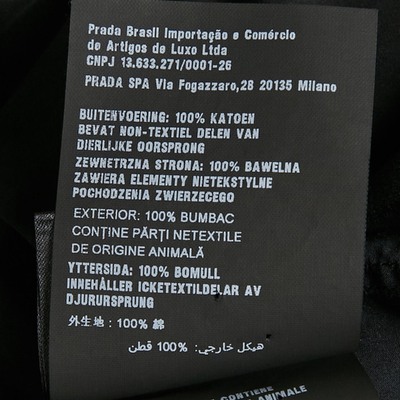 Prada Brasil Importação e Comércio
de Artigos de Luxo Ltda
CNPJ 13.633.271/0001-26
PRADA SPA Via Fogazzaro,28 20135 Milano
BUITENVOERING: 100% KATOEN
BEVAT NON-TEXTIEL DELEN VAN
DIERLIJKE OORSPRONG
ZEWNETRZNA STRONA: 100% BAWELNA
ZAWIERA ELEMENTY NIETEKSTYLNE
POCHODZENIA ZWIERZECEGO
EXTERIOR: 100% BUMBAC
CONȚINE PĂRȚI NETEXTILE
DE ORIGINE ANIMALĂ
YTTERSIDA: 100% BOMULL
INNEHÅLLER ICKETEXTILDELAR AV
DJURURSPRUNG
外生地 : 100% 綿
هيكل خارجي: 100% قطن
CONTIENE
ANIMALE